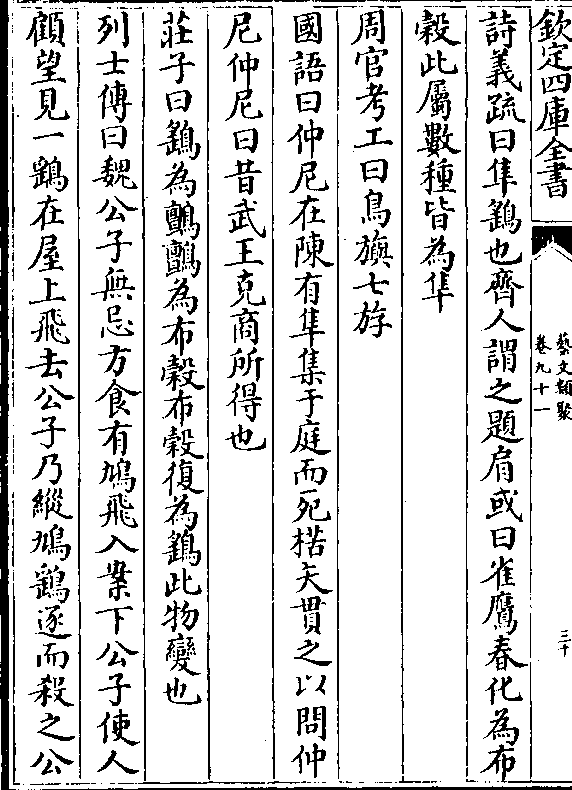 欽定四庫全書
藝文類聚
卷九十一
三十
詩義疏曰隼鷂也齊人謂之題肩或曰雀鷹春化為布
穀此屬數種皆為隼
周官考工曰鳥旟七斿
國語曰仲尼在陳有隼集于庭而死楛矢貫之以問仲
尼仲尼曰昔武王克商所得也
莊子曰鷂為鸇鸇為布穀布穀復為鷂此物變也
列士傳曰魏公子無忌方食有鳩飛入案下公子使人
顧望見一鷂在屋上飛去公子乃縱鳩鷂逐而殺之公